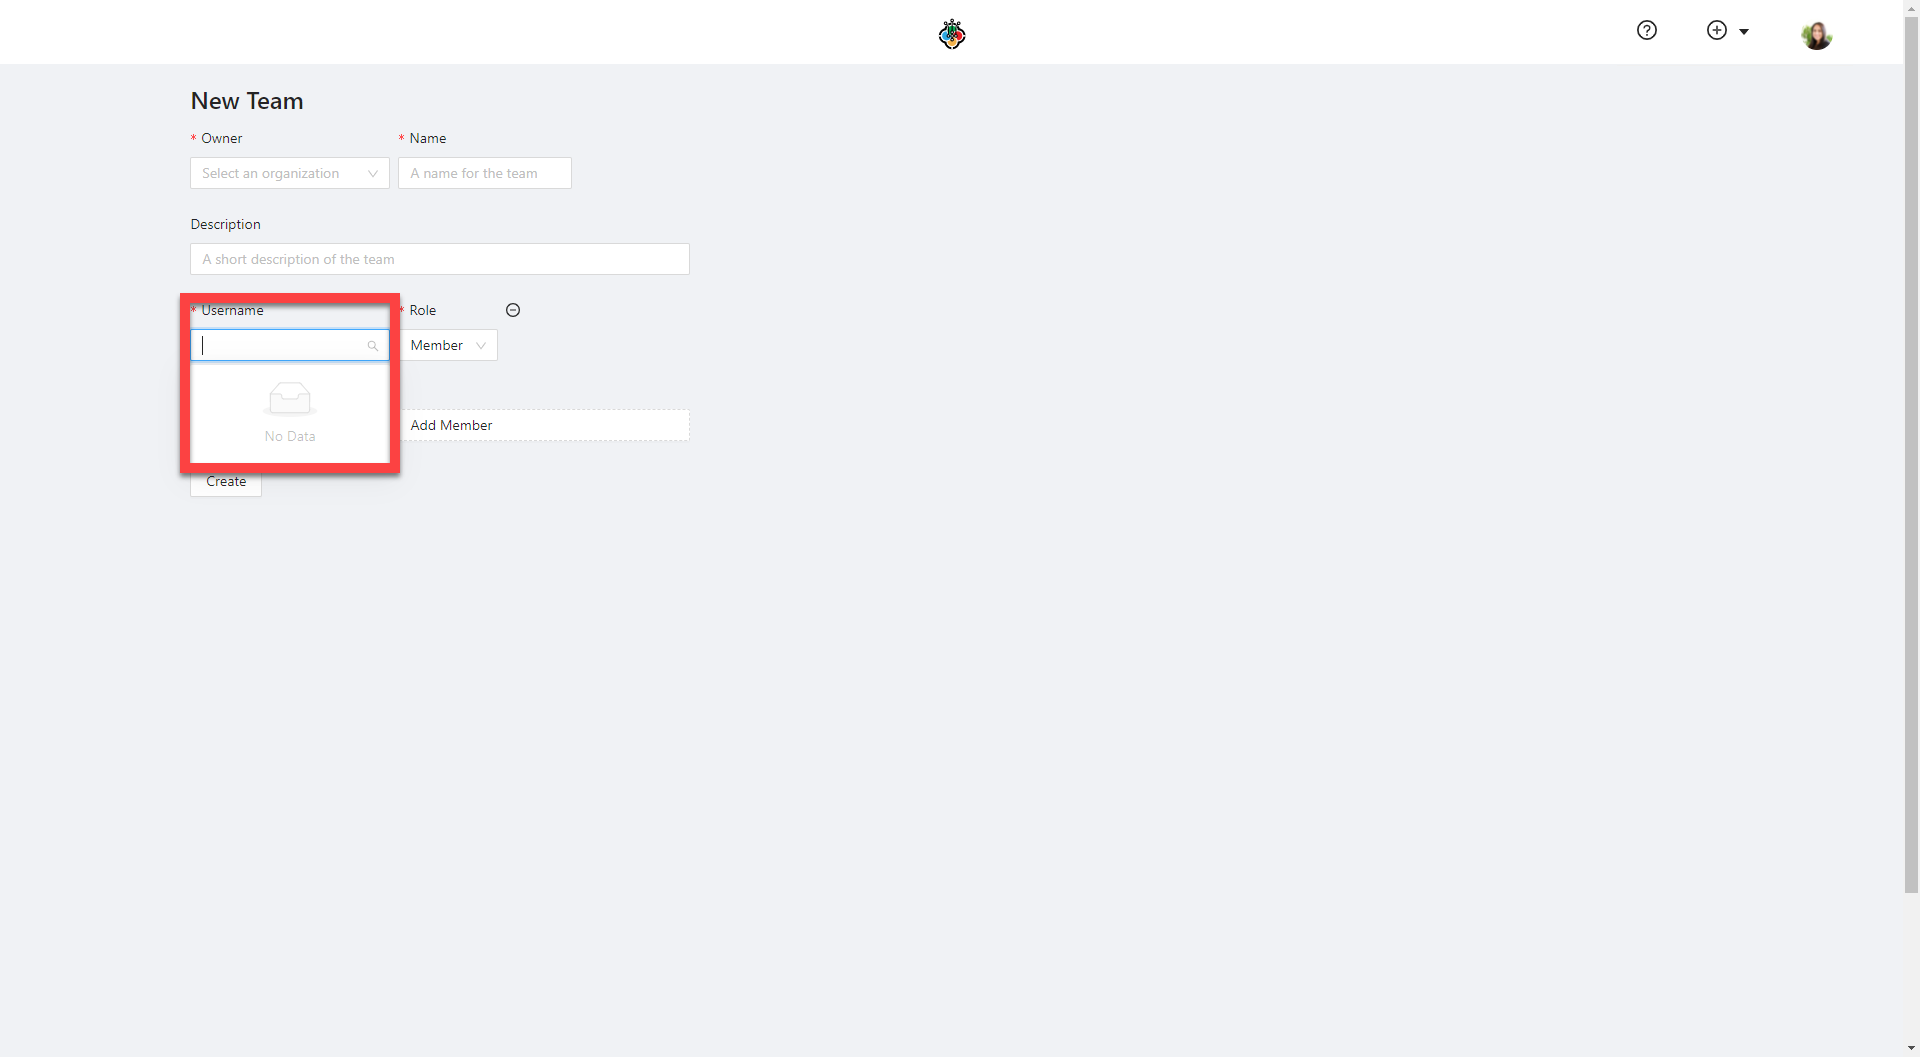 New Team
* Owner
* Name
Select an organization
A name for the team
Description
A short description of the team
* Username
* Role
Member
No Data
Add Member
Create